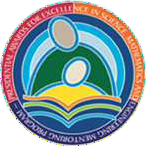 PRESIDENTIAL AWARDS FOR EXCELLENCE IN SCIENCE, MATHEMATICS AND ENGINEERING MENTORING PROGRAM